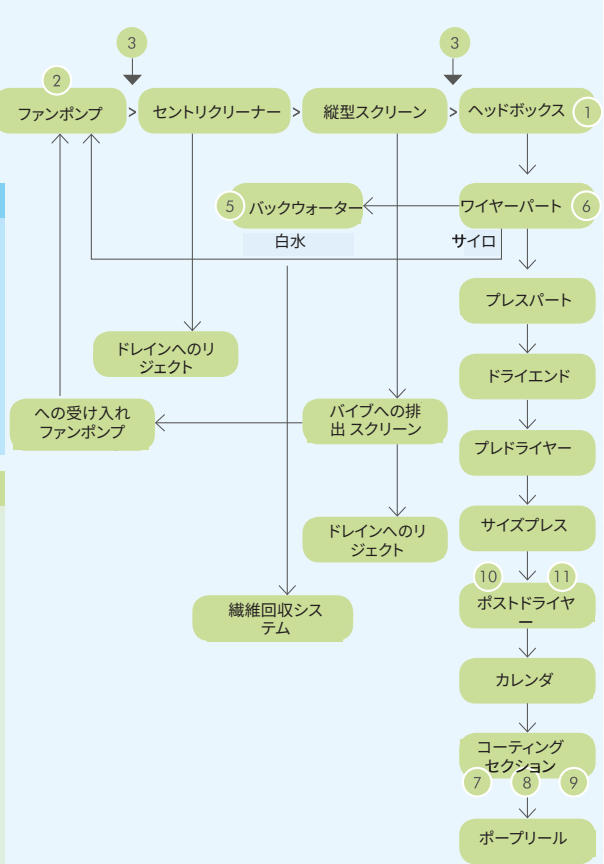 3
3
2
ファンポンプ
>
セントリクリーナー
>
縦型スクリーン
>
ヘッドボックス
1
5
バックウォーター
白水
ワイヤーパート
6
サイロ
プレスパート
ドレインへのリ
ジェクト
ドライエンド
への受け入れ
ファンポンプ
バイブへの排
出 スクリーン
プレドライヤー
サイズプレス
ドレインへのリ
ジェクト
10
11
ポストドライヤ
ー
繊維回収シス
テム
カレンダ
コーティング
セクション
7
8
9
ポープリール